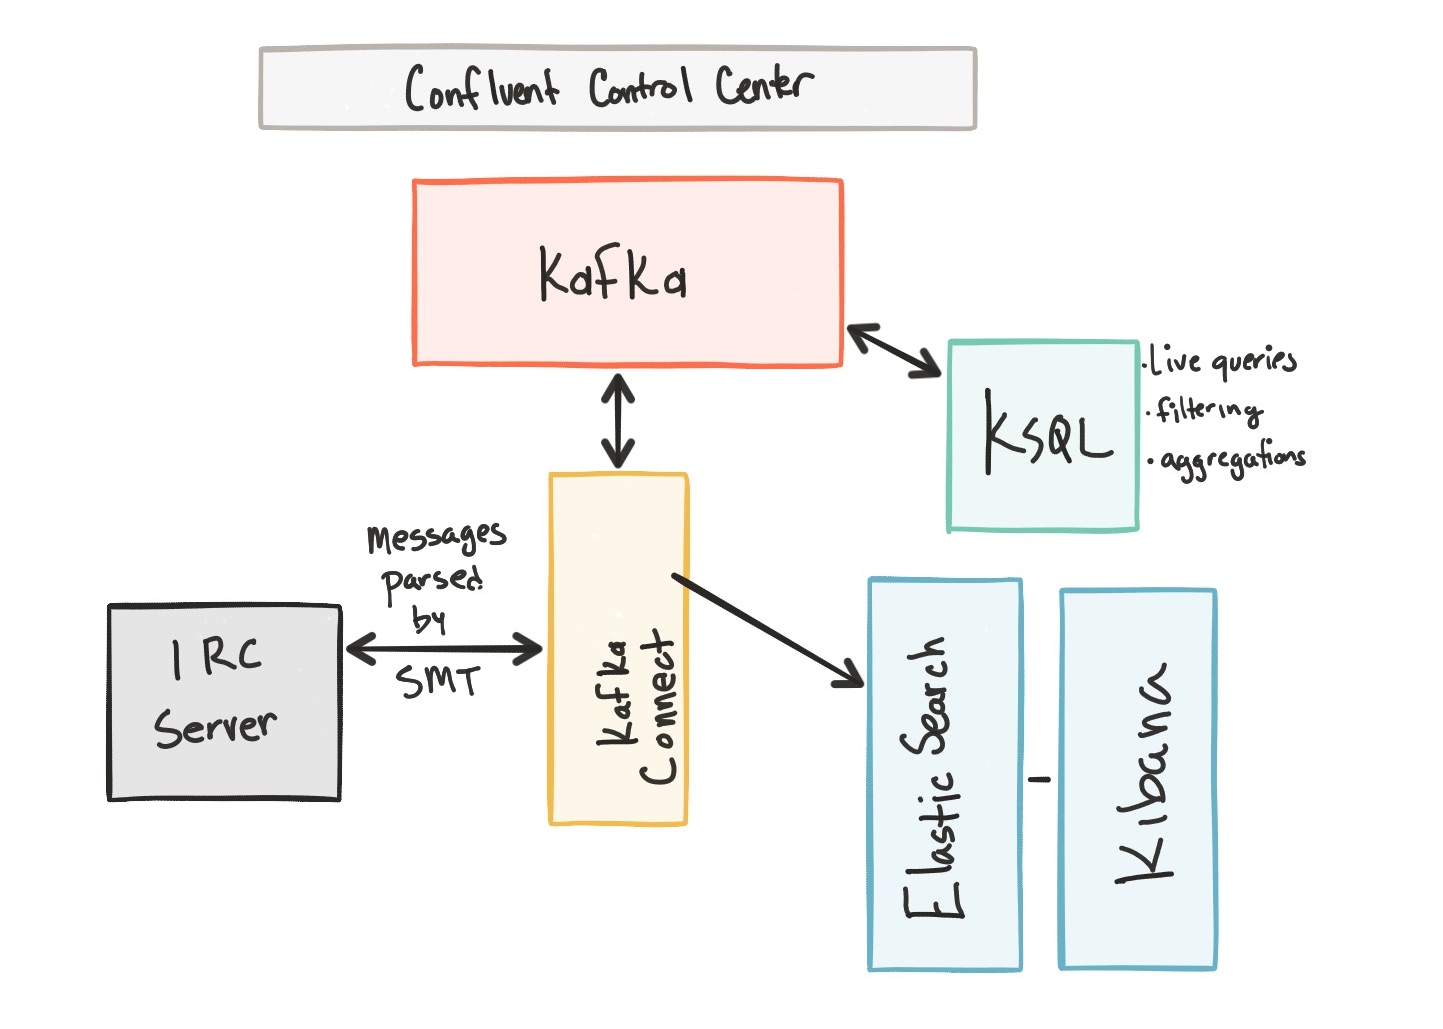 Confluent Control Center
Kafka
KSQL
·Live queries
·filtering
·aggregations
Messages
parsed
by
SMT
IRC
Server
Kafka
Connect
Elastic Search
-
Kibana